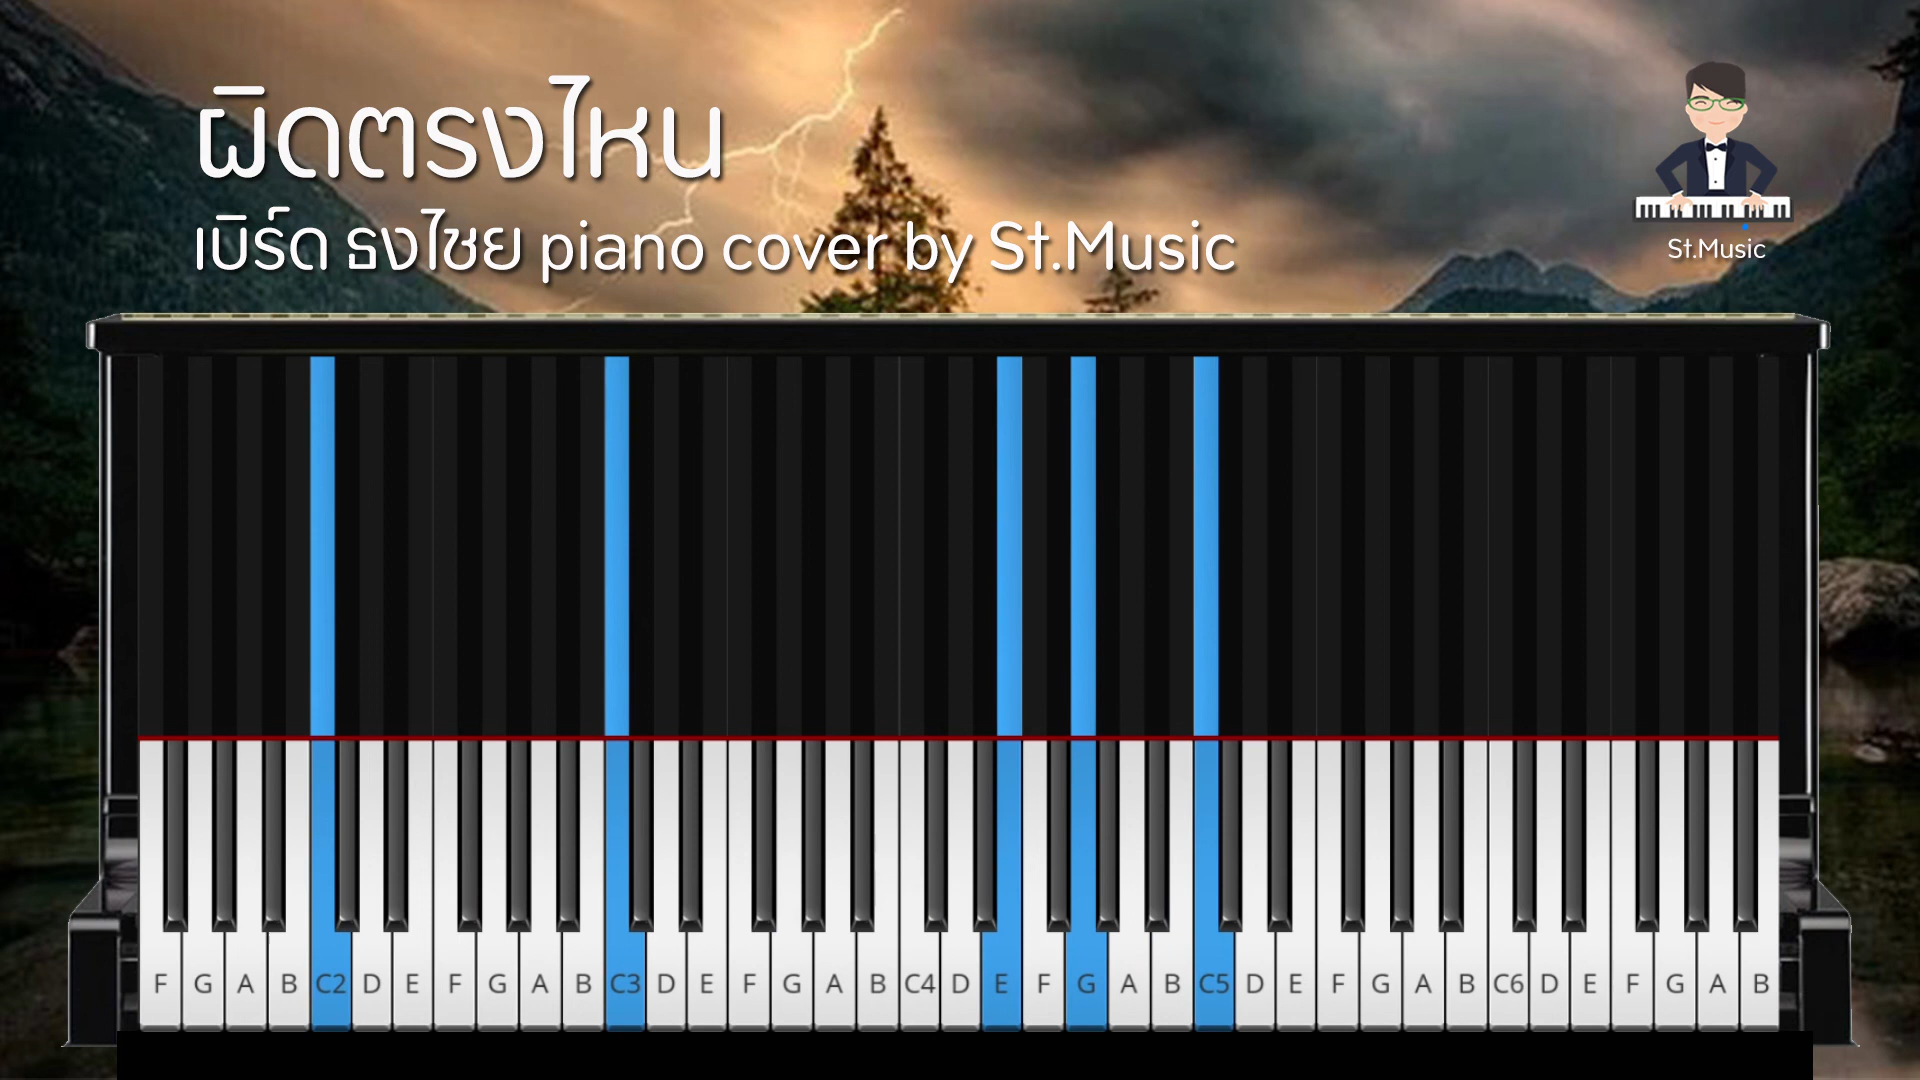 ผิดตรงไหน
เบิร์ด ธงไชย piano cover by St.Music
St.Music
F G A B C2 D E F G A B C3 D E F G A B C4 D E F G A B C5 D E F G A B C6 D E F G A B